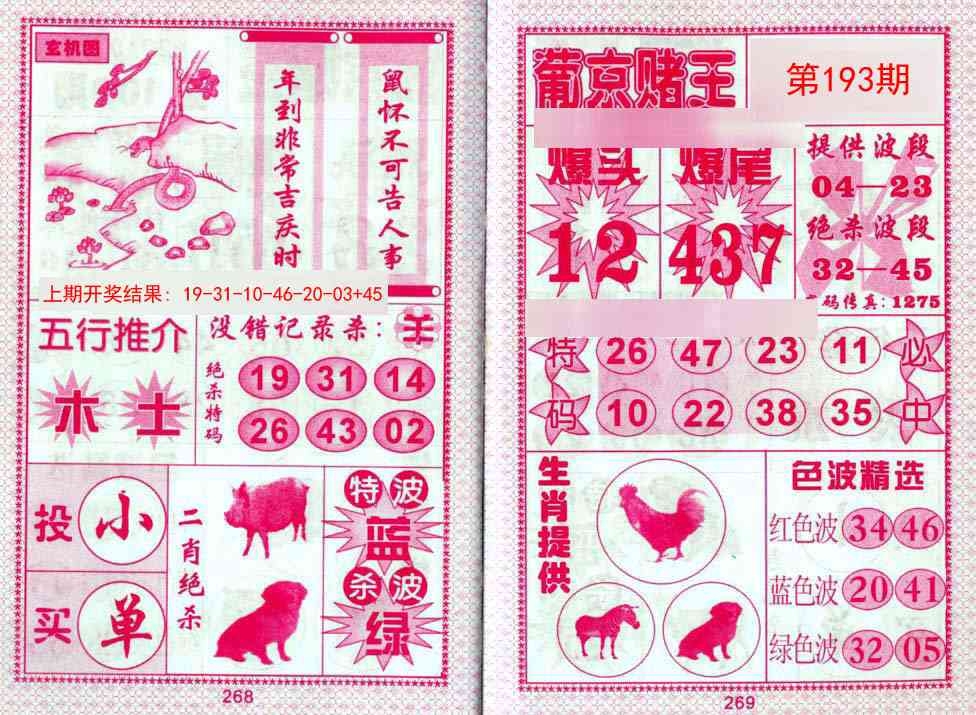 玄机图
年到非常吉庆时
鼠怀不可告人事
上期开奖结果：19-31-10-46-20-03+45
五行推介
木 土
没错记录杀：羊
绝杀特码
19 31 14
26 43 02
投 小
买 单
二肖绝杀
特波
蓝
杀波
绿
268
葡京赌王
第193期
爆头
12
爆尾
437
提供波段
04—23
绝杀波段
32—45
码传真:1275
特码
26 47 23 11
10 22 38 35
必中
生肖提供
色波精选
红色波 34 46
蓝色波 20 41
绿色波 32 05
269